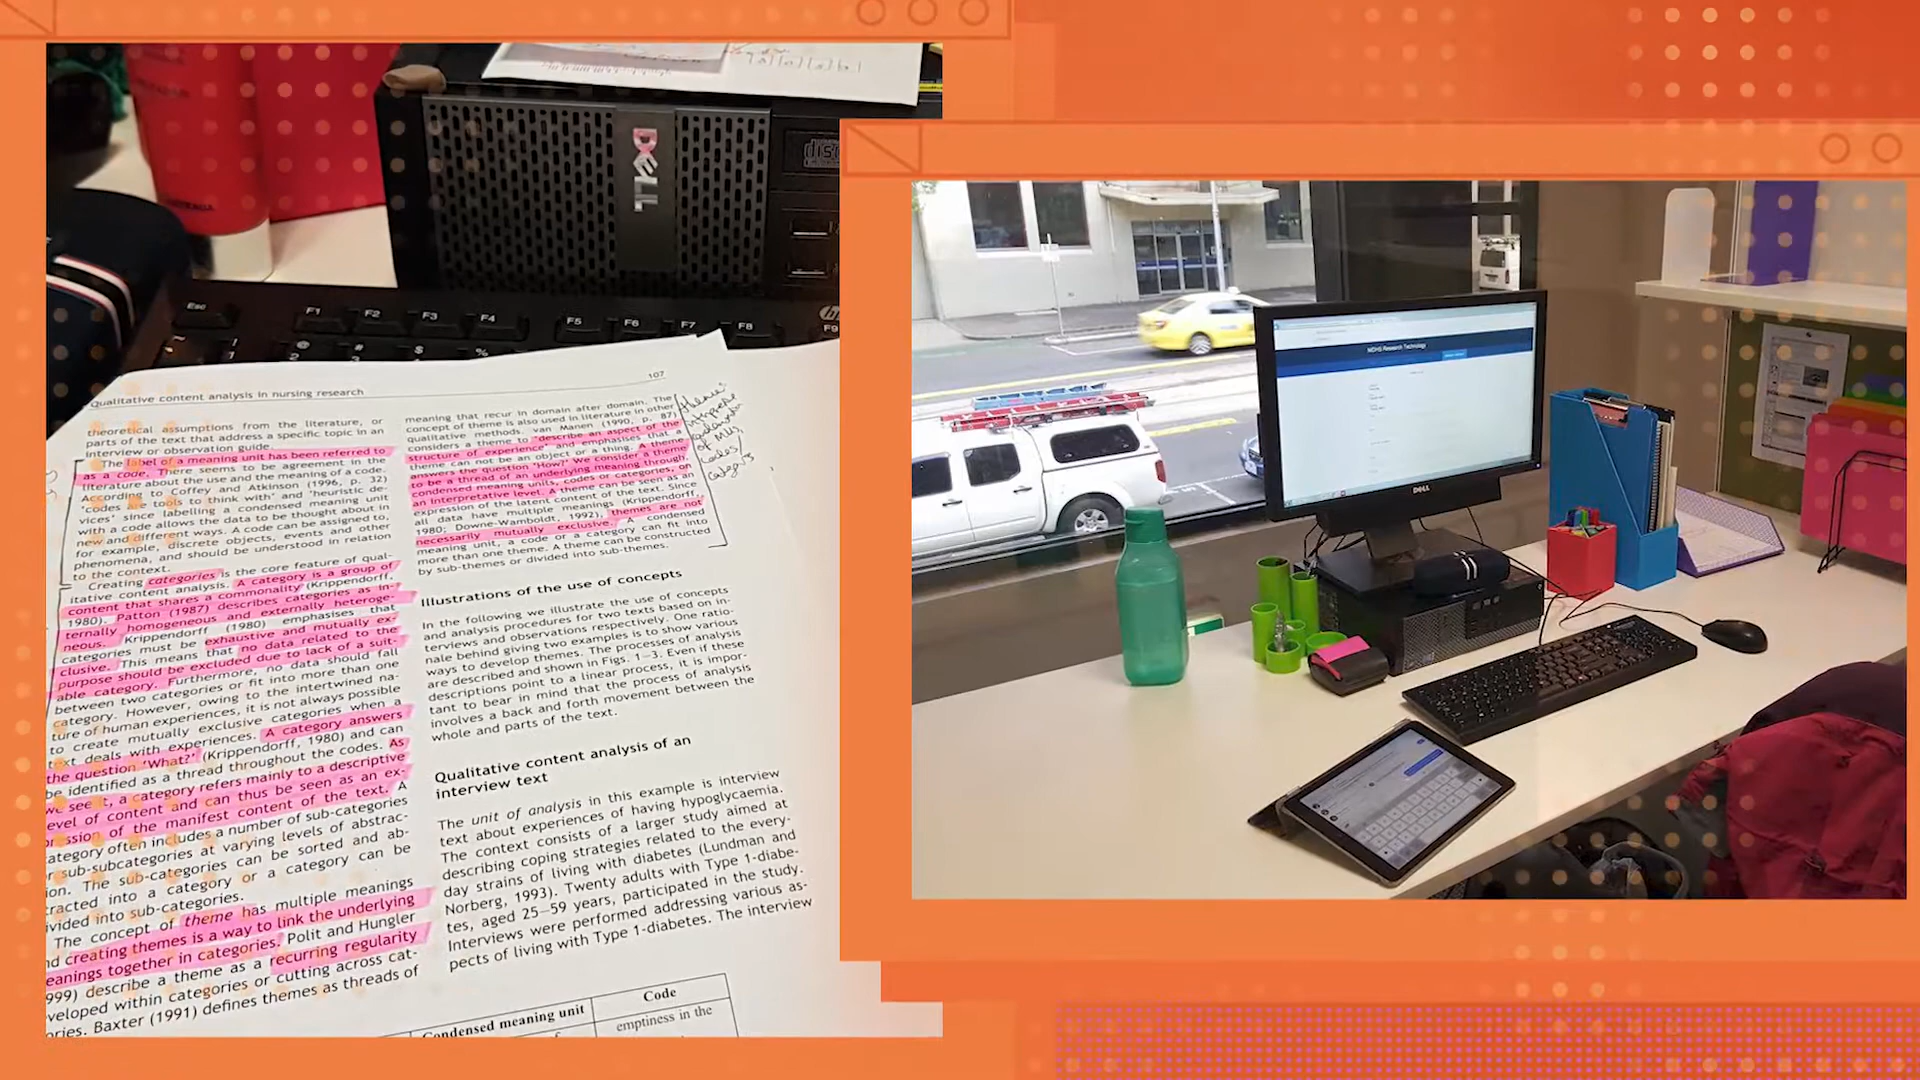 DELL
Esc
F1
F2
F3
F4
F5
F6
F7
F8
F9
hp
Qualitative content analysis in nursing research
107
theoretical assumptions from the literature, or
parts of the text that address a specific topic in an
interview or observation guide.
The label of a meaning unit has been referred to
as a code. There seems to be agreement in the
literature about the use and the meaning of a code.
According to Coffey and Atkinson (1996, p. 32)
'codes are tools to think with' and 'heuristic de-
vices' since labelling a condensed meaning unit
with a code allows the data to be thought about in
new and different ways. A code can be assigned to,
for example, discrete objects, events and other
phenomena, and should be understood in relation
to the context.
Creating categories is the core feature of qual-
itative content analysis. A category is a group of
content that shares a commonality (Krippendorff,
1980). Patton (1987) describes categories as in-
ternally homogeneous and externally heteroge-
neous. Krippendorff (1980) emphasises that
categories must be exhaustive and mutually ex-
clusive. This means that no data related to the
purpose should be excluded due to lack of a suit-
able category. Furthermore, no data should fall
between two categories or fit into more than one
category. However, owing to the intertwined na-
ture of human experiences, it is not always possible
to create mutually exclusive categories when a
text deals with experiences. A category answers
the question 'What?' (Krippendorff, 1980) and can
be identified as a thread throughout the codes. As
we see it, a category refers mainly to a descriptive
level of content and can thus be seen as an ex-
pression of the manifest content of the text. A
category often includes a number of sub-categories
or sub-subcategories at varying levels of abstrac-
ion. The sub-categories can be sorted and ab-
tracted into a category or a category can be
ivided into sub-categories.
The concept of theme has multiple meanings
nd creating themes is a way to link the underlying
eanings together in categories. Polit and Hungler
999) describe a theme as a recurring regularity
veloped within categories or cutting across cat-
ories. Baxter (1991) defines themes as threads of
meaning that recur in domain after domain. The
concept of theme is also used in literature in other
qualitative methods. van Manen (1990, p. 87)
considers a theme to "describe an aspect of the
structure of experience" and emphasises that a
theme can not be an object or a thing. A theme
answers the question 'How?' We consider a theme
to be a thread of an underlying meaning through
condensed meaning units, codes or categories, on
an interpretative level. A theme can be seen as an
expression of the latent content of the text. Since
all data have multiple meanings (Krippendorff,
1980; Downe-Wamboldt, 1992), themes are not
necessarily mutually exclusive. A condensed
meaning unit, a code or a category can fit into
more than one theme. A theme can be constructed
by sub-themes or divided into sub-themes.
Illustrations of the use of concepts
In the following we illustrate the use of concepts
and analysis procedures for two texts based on in-
terviews and observations respectively. One ratio-
nale behind giving two examples is to show various
ways to develop themes. The processes of analysis
are described and shown in Figs. 1–3. Even if these
descriptions point to a linear process, it is impor-
tant to bear in mind that the process of analysis
involves a back and forth movement between the
whole and parts of the text.
Qualitative content analysis of an
interview text
The unit of analysis in this example is interview
text about experiences of having hypoglycaemia.
The context consists of a larger study aimed at
describing coping strategies related to the every-
day strains of living with diabetes (Lundman and
Norberg, 1993). Twenty adults with Type 1-diabe-
tes, aged 25–59 years, participated in the study.
Interviews were performed addressing various as-
pects of living with Type 1-diabetes. The interview
Condensed meaning unit
Code
emptiness in the
MDHS Research Technology
DELL